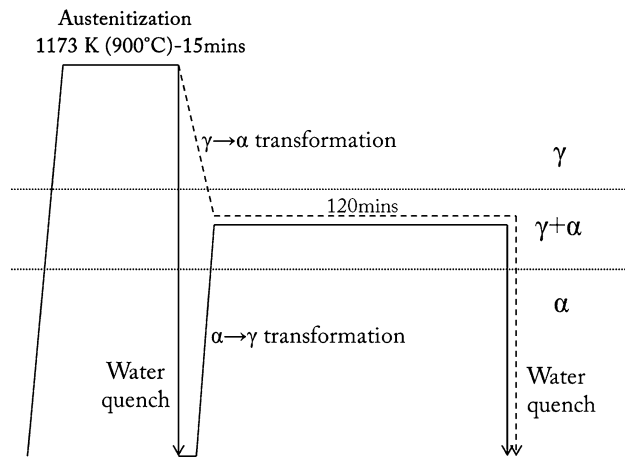 Austenitization
1173 K (900°C)-15mins
γ→α transformation
γ
120mins
γ+α
α
α→γ transformation
Water
quench
Water
quench